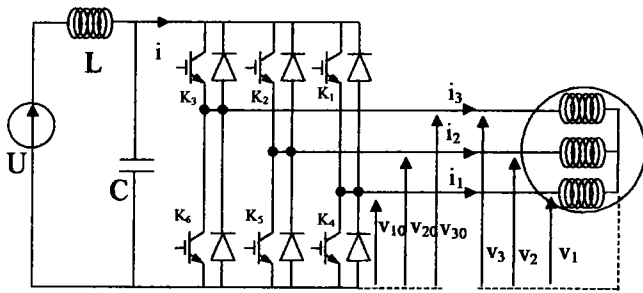 L
i
K₃
K₂
K₁
i₃
i₂
i₁
U
C
K₆
K₅
K₄
v₁₀
v₂₀
v₃₀
v₃
v₂
v₁